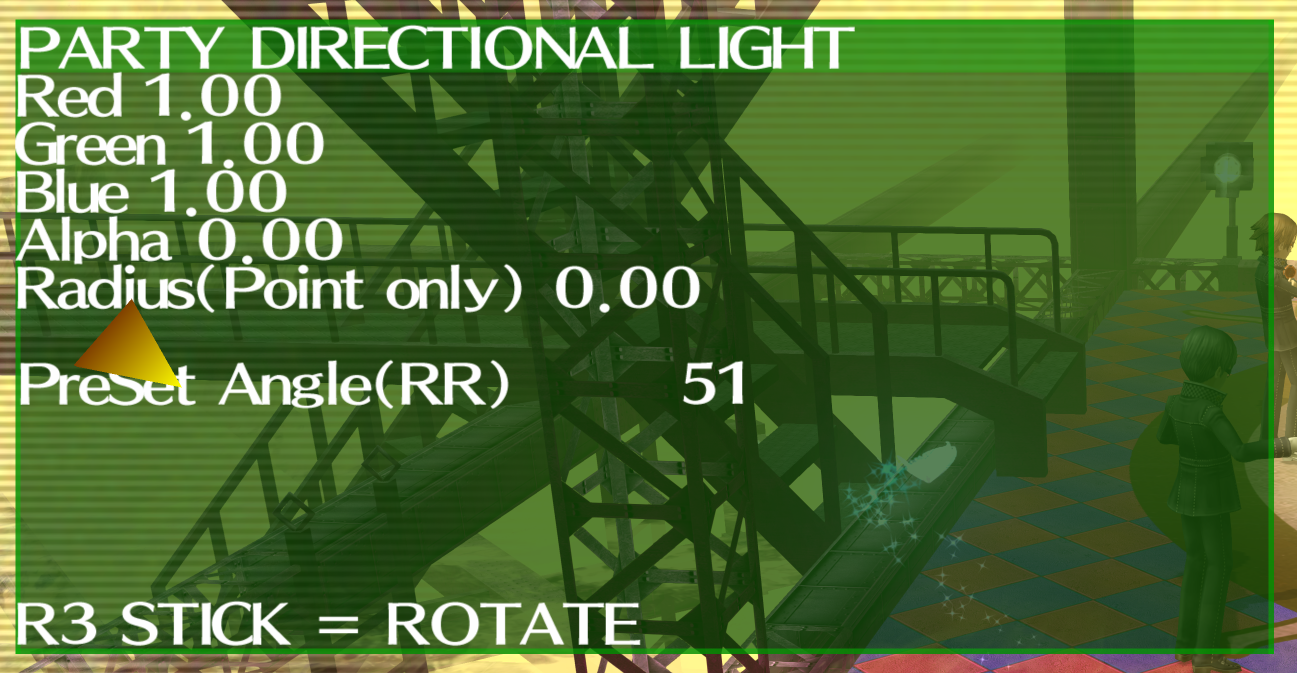 PARTY DIRECTIONAL LIGHT
Red 1.00
Green 1.00
Blue 1.00
Alpha 0.00
Radius(Point only) 0.00
PreSet Angle(RR) 51
R3 STICK = ROTATE